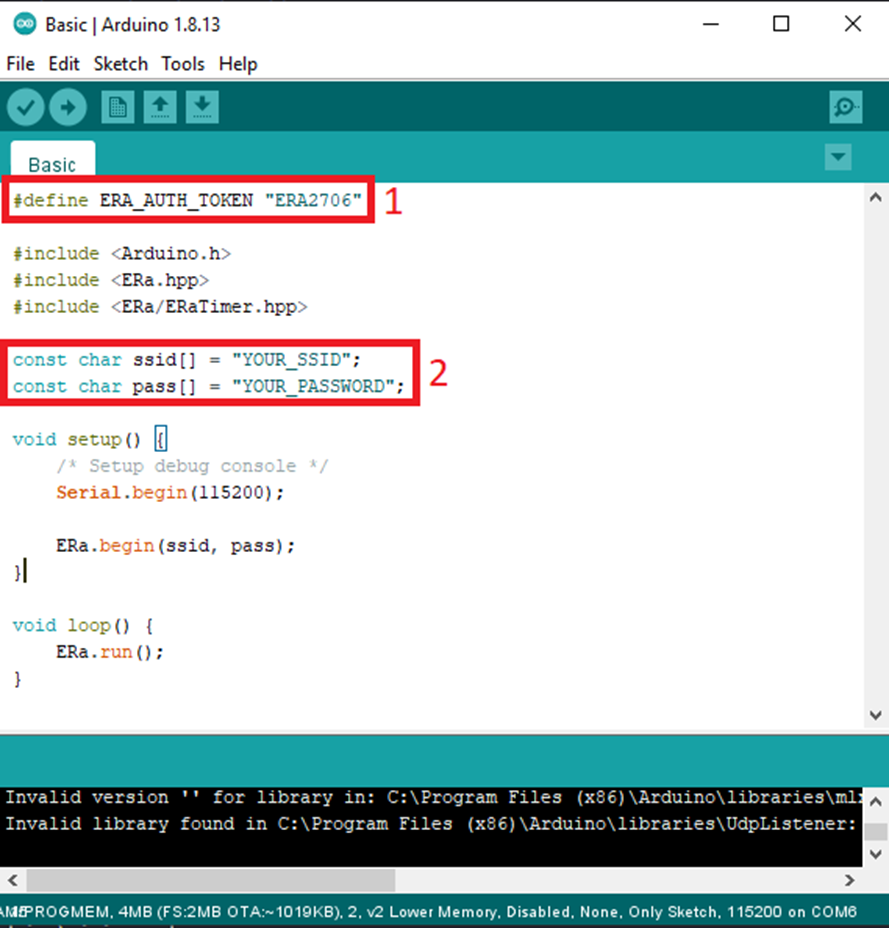 Basic | Arduino 1.8.13
File Edit Sketch Tools Help
Basic
#define ERA_AUTH_TOKEN "ERA2706"
1
#include <Arduino.h>
#include <ERa.hpp>
#include <ERa/ERaTimer.hpp>
const char ssid[] = "YOUR_SSID";
const char pass[] = "YOUR_PASSWORD";
2
void setup() {
/* Setup debug console */
Serial.begin(115200);
ERa.begin(ssid, pass);
}
void loop() {
ERa.run();
}
Invalid version '' for library in: C:\Program Files (x86)\Arduino\libraries\mlx
Invalid library found in C:\Program Files (x86)\Arduino\libraries\UdpListener:
PROGMEM, 4MB (FS:2MB OTA:~1019KB), 2, v2 Lower Memory, Disabled, None, Only Sketch, 115200 on COM6